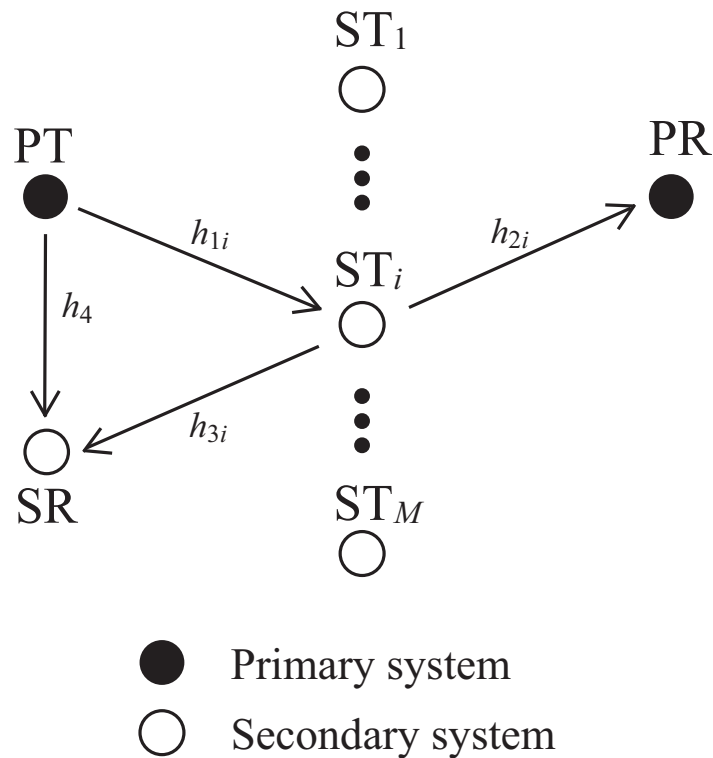 ST1
PT
PR
h1i
h2i
STi
h4
h3i
SR
STM
Primary system
Secondary system